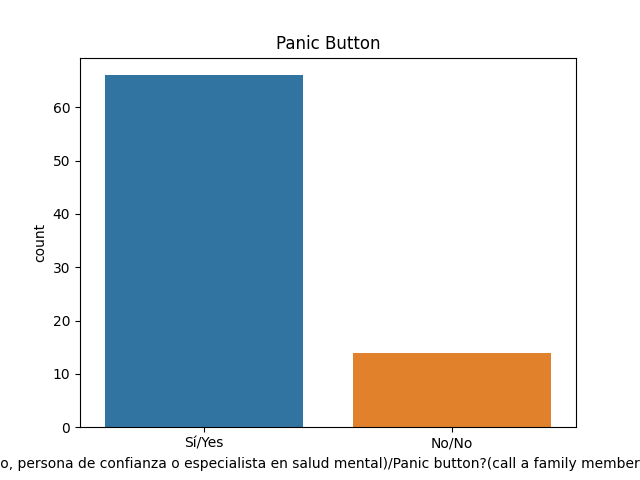 Panic Button
count
60
50
40
30
20
10
0
Sí/Yes No/No
o, persona de confianza o especialista en salud mental)/Panic button?(call a family member